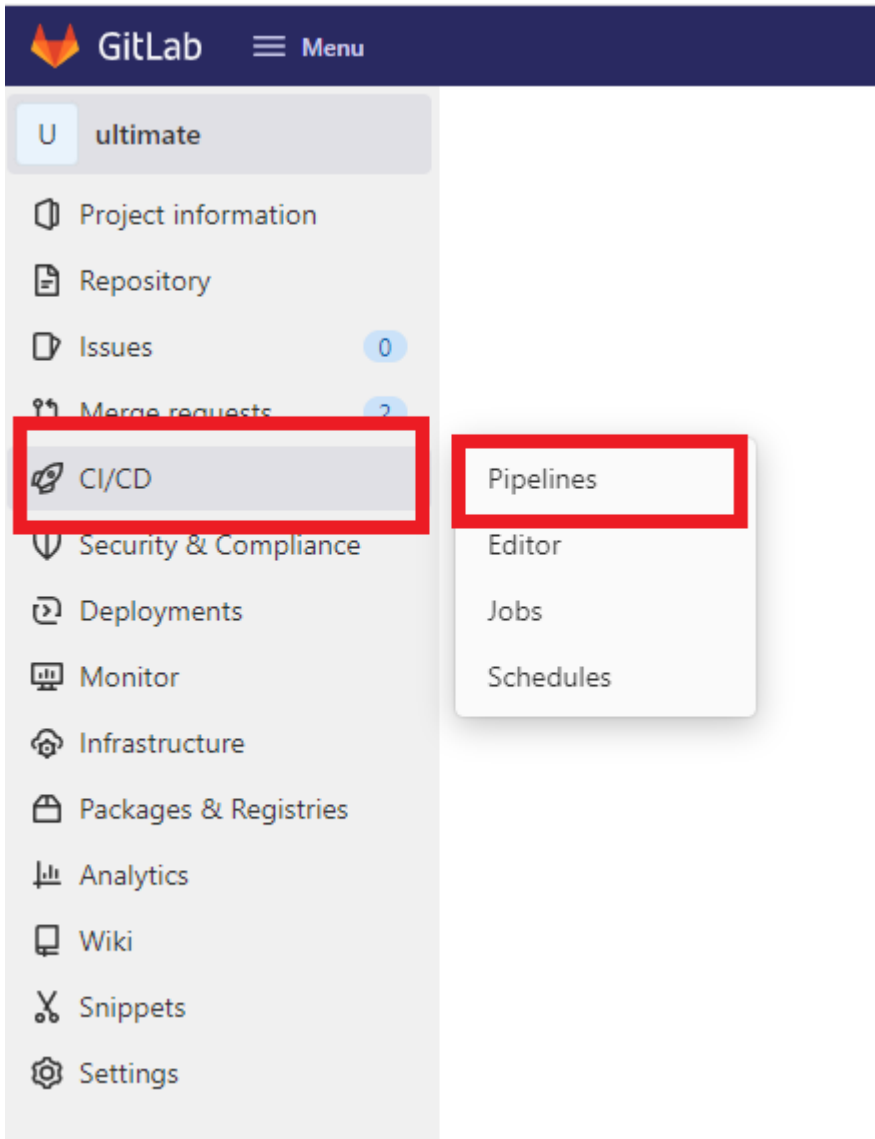 GitLab Menu
U ultimate
Project information
Repository
Issues 0
Merge requests 2
CI/CD
Pipelines
Security & Compliance
Editor
Deployments
Jobs
Monitor
Schedules
Infrastructure
Packages & Registries
Analytics
Wiki
Snippets
Settings